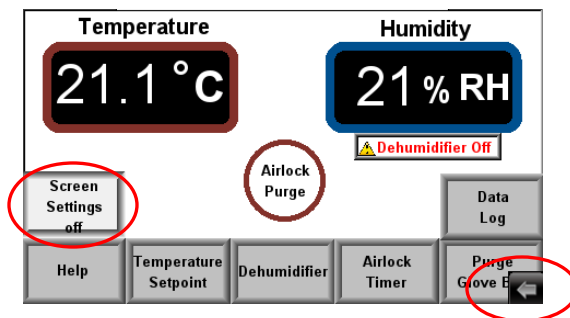 Temperature
Humidity
21.1 °C
21 % RH
Dehumidifier Off
Airlock
Purge
Screen
Settings
off
Data
Log
Help
Temperature
Setpoint
Dehumidifier
Airlock
Timer
Purge
Glove